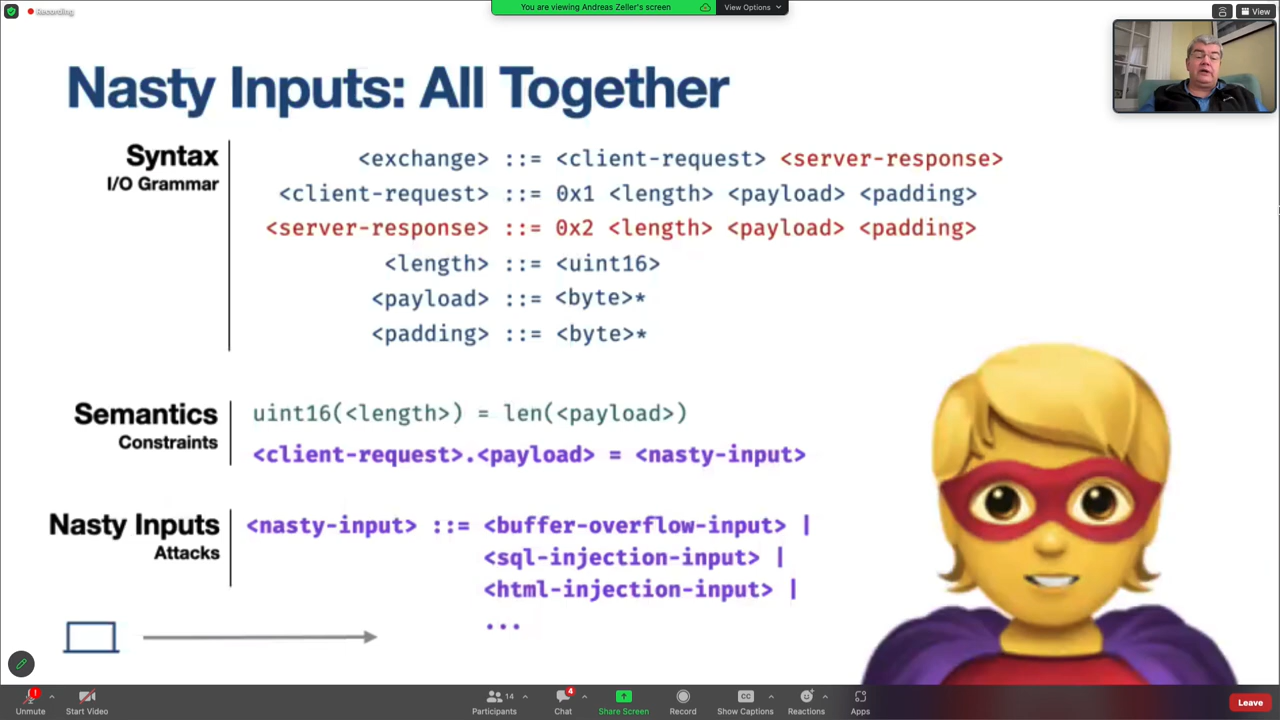 Recording
You are viewing Andreas Zeller's screen
View Options
View
Nasty Inputs: All Together
Syntax
I/O Grammar
<exchange> ::= <client-request> <server-response>
<client-request> ::= 0x1 <length> <payload> <padding>
<server-response> ::= 0x2 <length> <payload> <padding>
<length> ::= <uint16>
<payload> ::= <byte>*
<padding> ::= <byte>*
Semantics
Constraints
uint16(<length>) = len(<payload>)
<client-request>.<payload> = <nasty-input>
Nasty Inputs
Attacks
<nasty-input> ::= <buffer-overflow-input> |
<sql-injection-input> |
<html-injection-input> |
...
Unmute
Start Video
Participants
14
Chat
4
Share Screen
Record
CC
Show Captions
Reactions
Apps
Leave